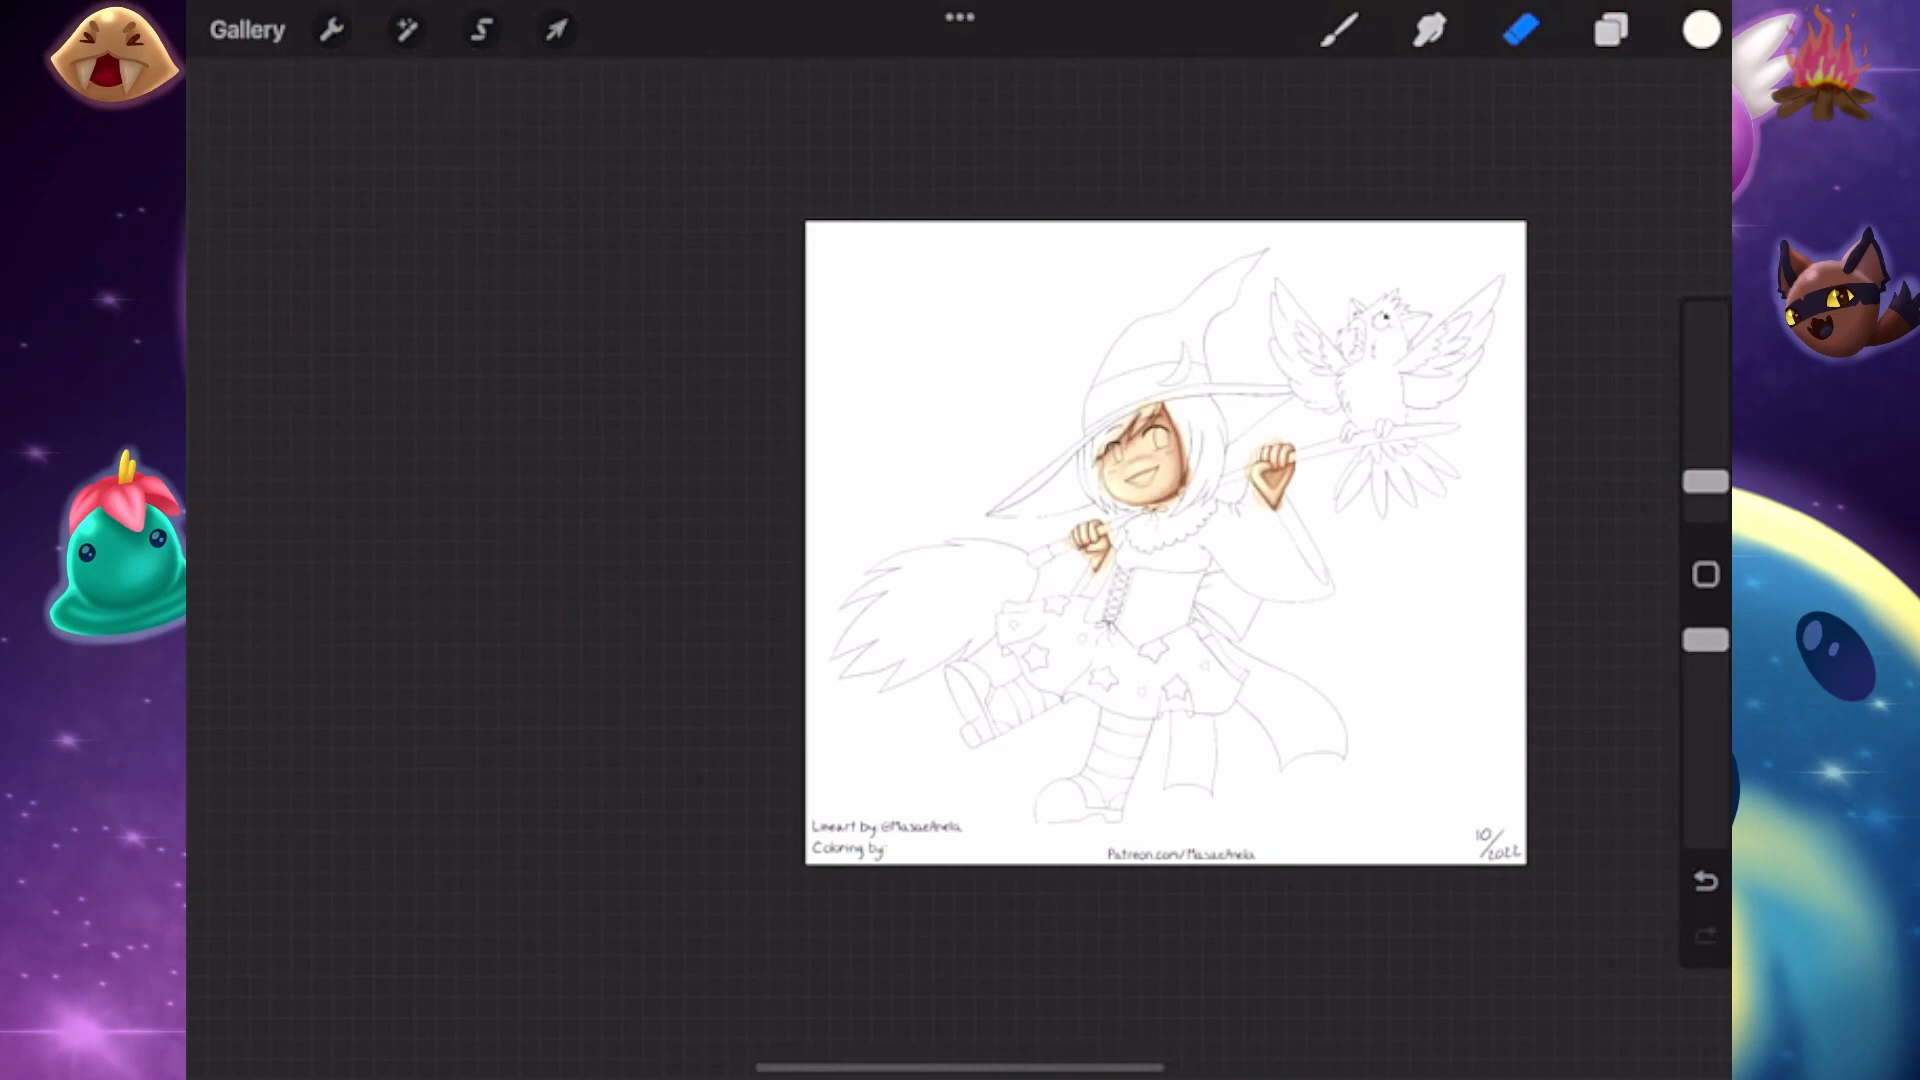 Gallery
Lineart by: @MasaeAnela
Coloring by:
Patreon.com/MasaeAnela
10/2022